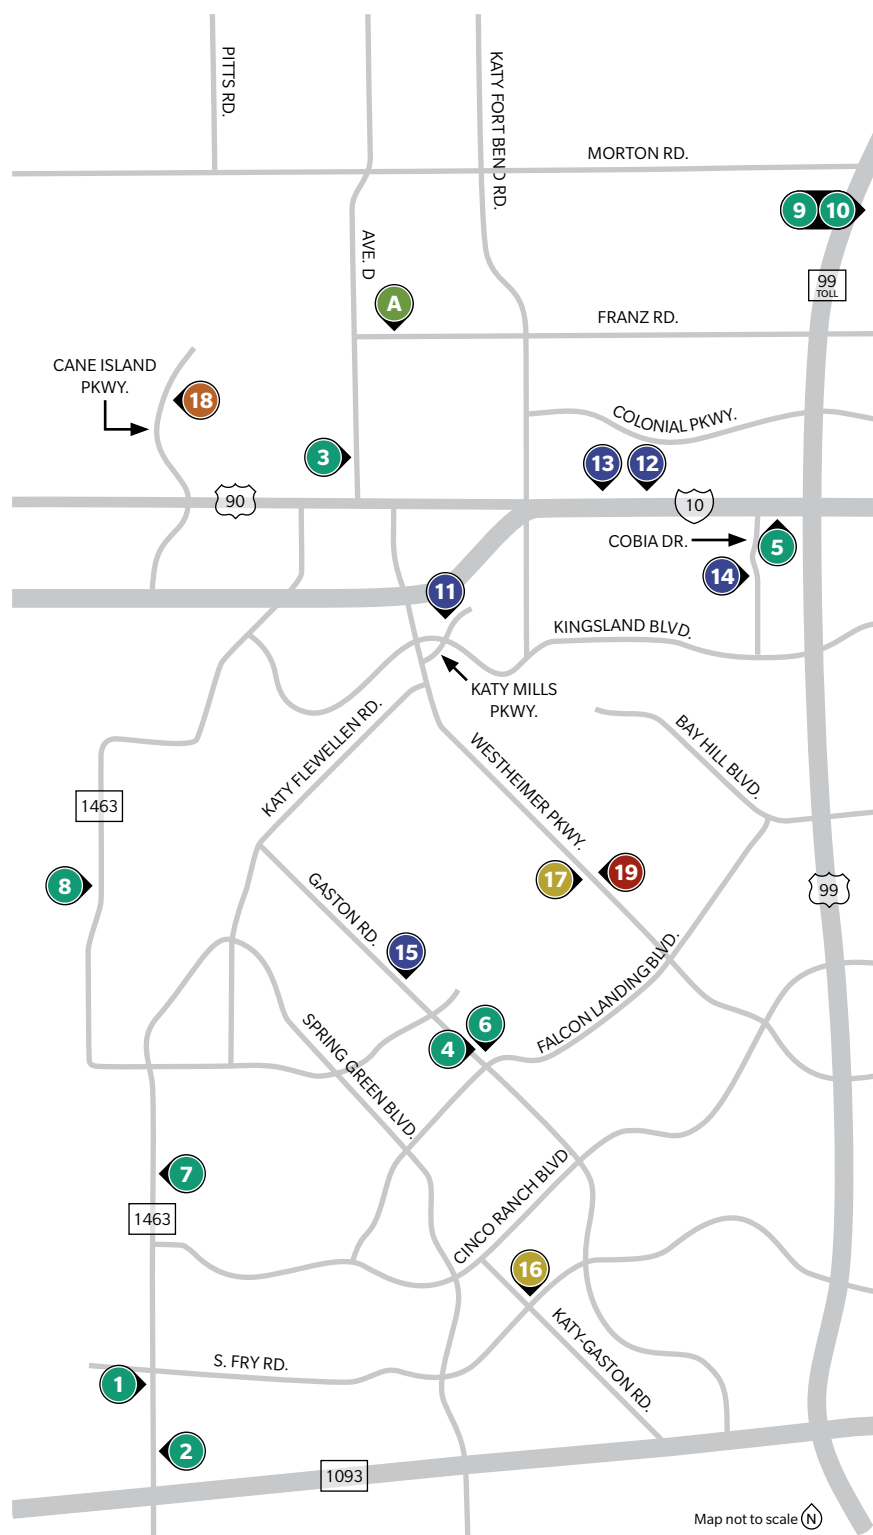 PITTS RD.
KATY FORT BEND RD.
MORTON RD.
9 10
AVE. D
99
TOLL
A
FRANZ RD.
CANE ISLAND
PKWY.
18
COLONIAL PKWY.
3
13 12
90
10
COBIA DR.
5
14
11
KINGSLAND BLVD.
KATY MILLS
PKWY.
KATY FLEWELLEN RD.
BAY HILL BLVD.
WESTHEIMER PKWY.
1463
8
17
19
99
GASTON RD.
15
FALCON LANDING BLVD.
6
4
SPRING GREEN BLVD.
7
1463
CINCO RANCH BLVD
16
KATY-GASTON RD.
S. FRY RD.
1
2
1093
Map not to scale N